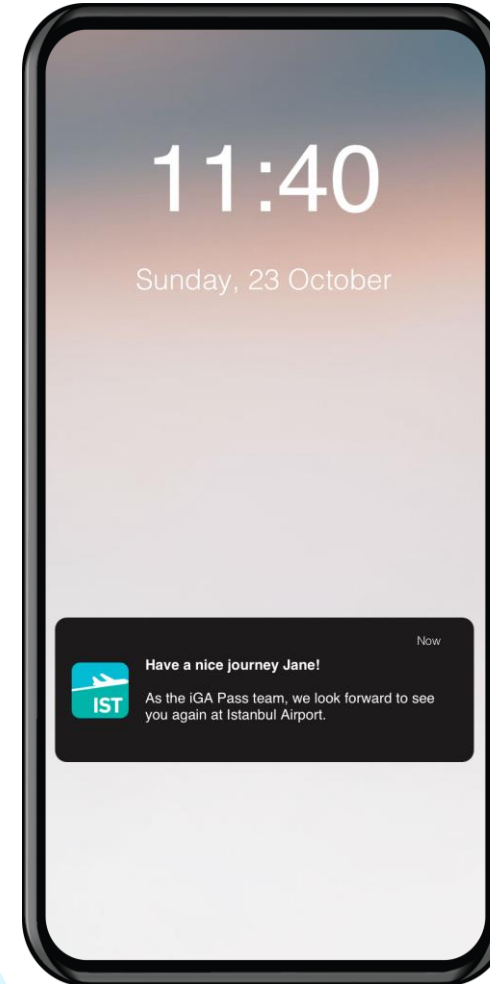 11:40
Sunday, 23 October
Now
Have a nice journey Jane!
IST
As the iGA Pass team, we look forward to see
you again at Istanbul Airport.